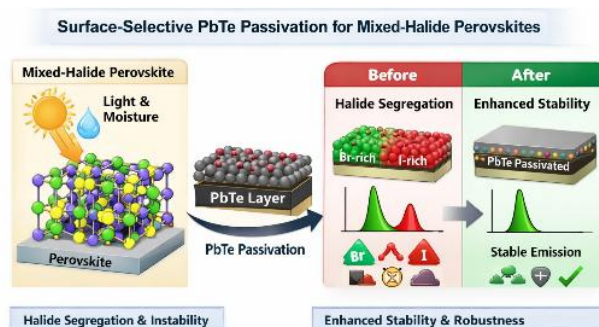 Surface-Selective PbTe Passivation for Mixed-Halide Perovskites
Mixed-Halide Perovskite
Light &
Moisture
Perovskite
PbTe Layer
PbTe Passivation
Before
After
Halide Segregation
Enhanced Stability
Br-rich
I-rich
PbTe Passivated
Br
I
Stable Emission
Halide Segregation & Instability
Enhanced Stability & Robustness